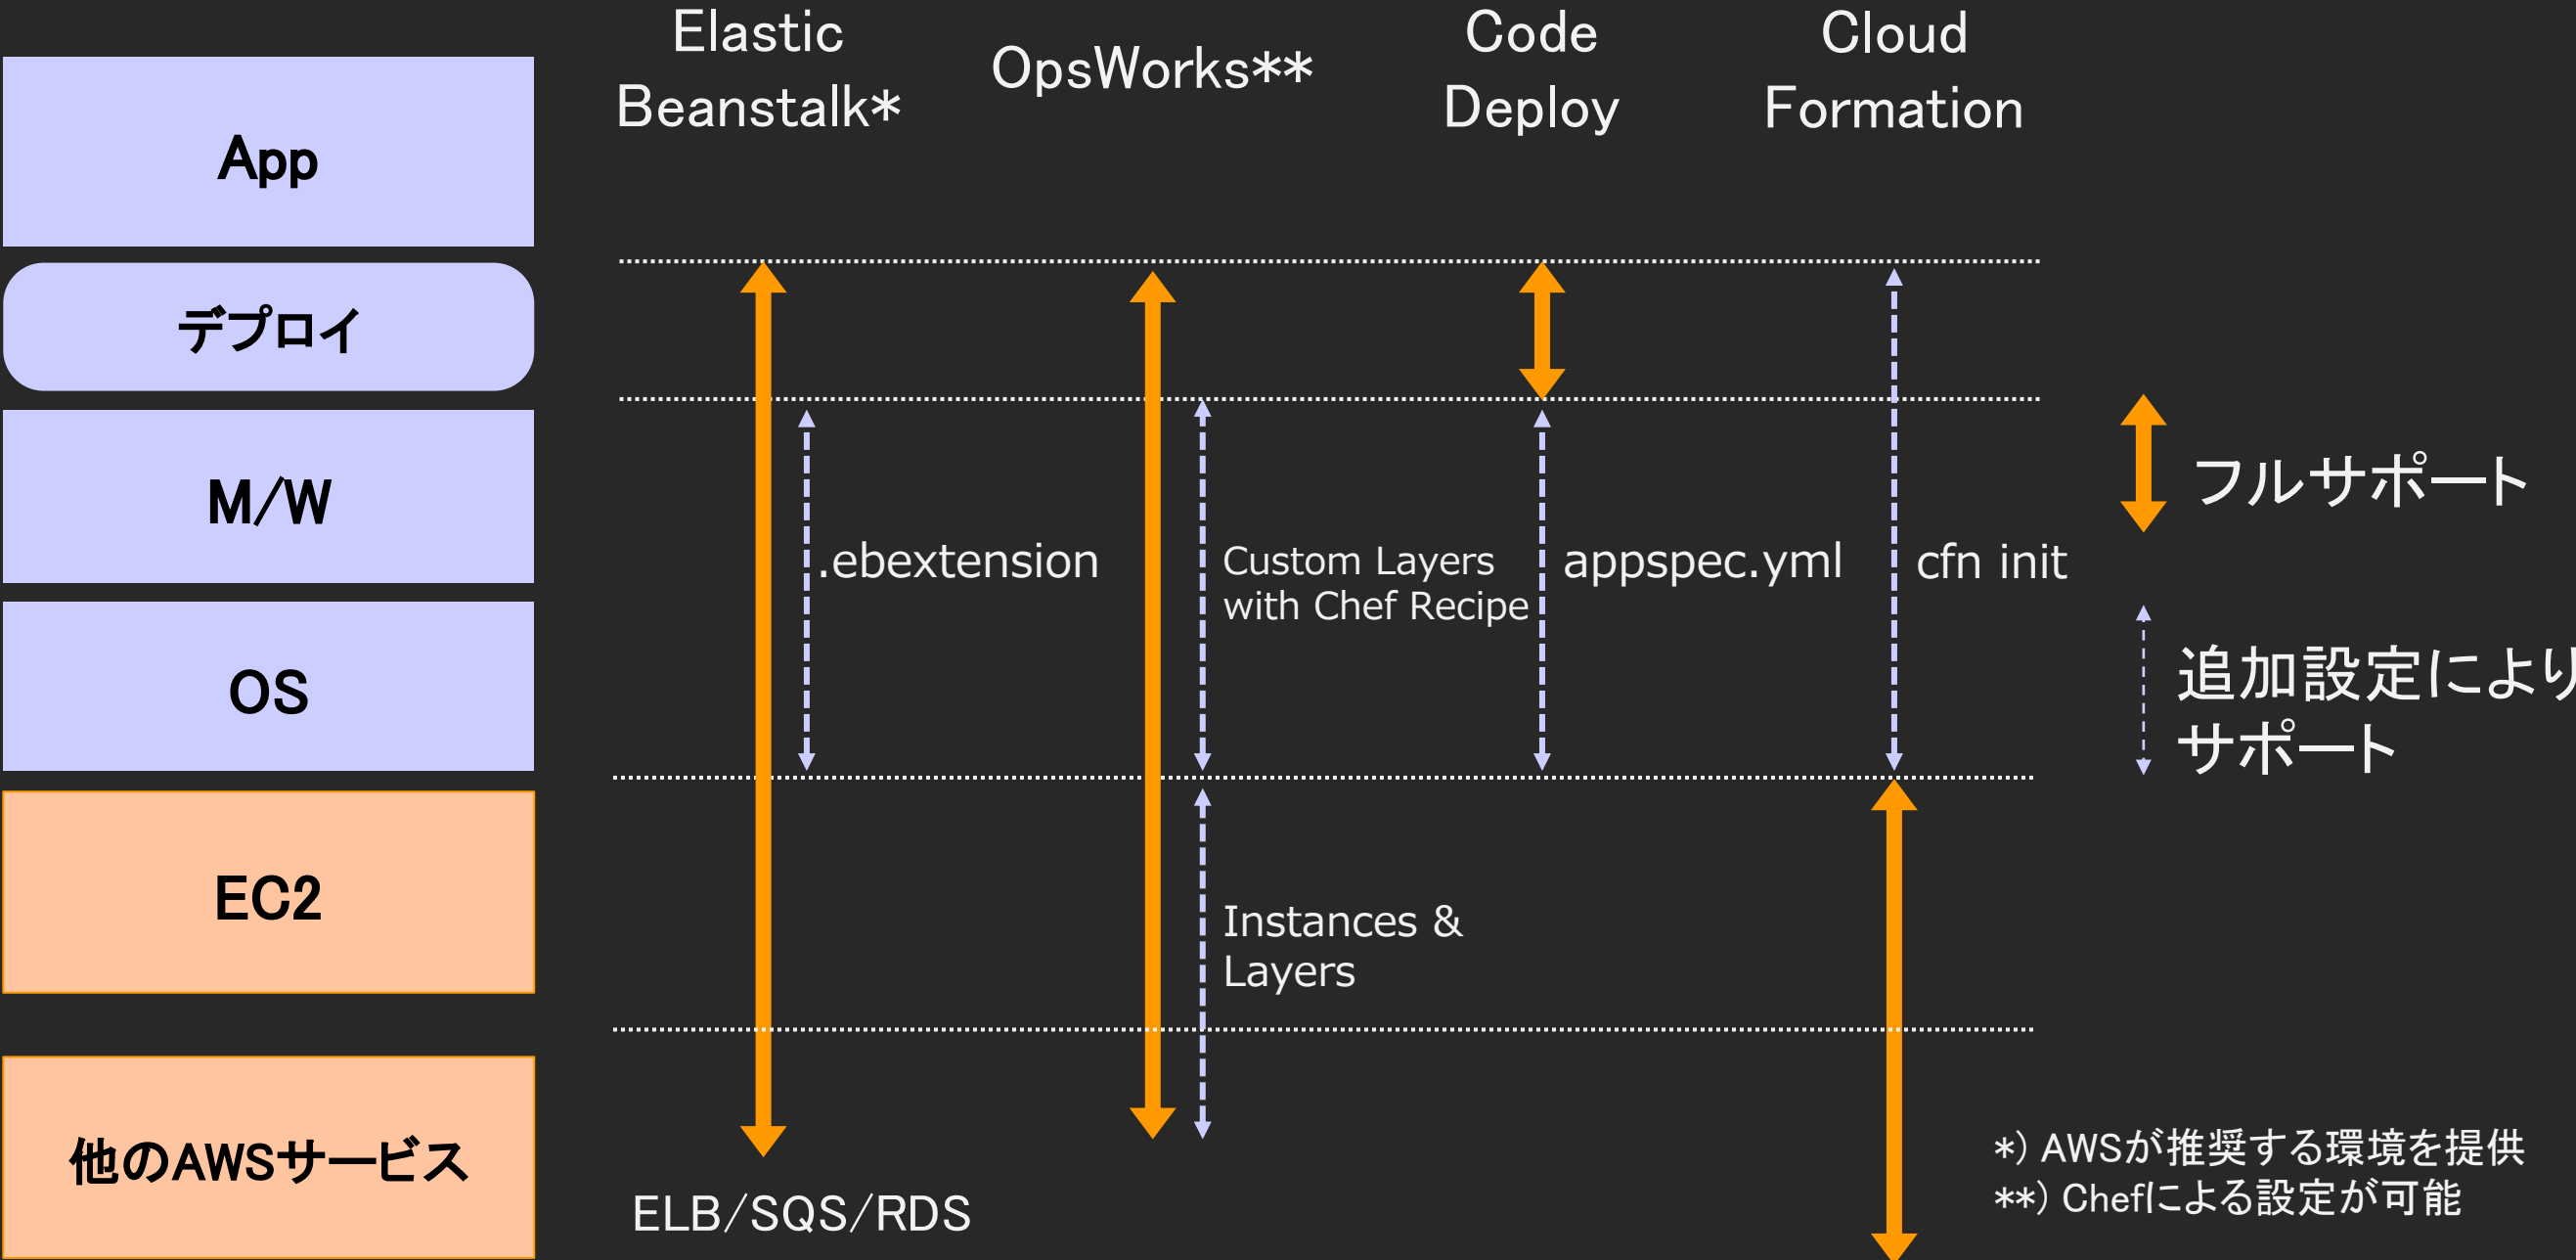 Elastic
Beanstalk*
OpsWorks**
Code
Deploy
Cloud
Formation
App
デプロイ
M/W
OS
EC2
他のAWSサービス
.ebextension
Custom Layers
with Chef Recipe
appspec.yml
cfn init
Instances &
Layers
ELB/SQS/RDS
フルサポート
追加設定により
サポート
*) AWSが推奨する環境を提供
**) Chefによる設定が可能